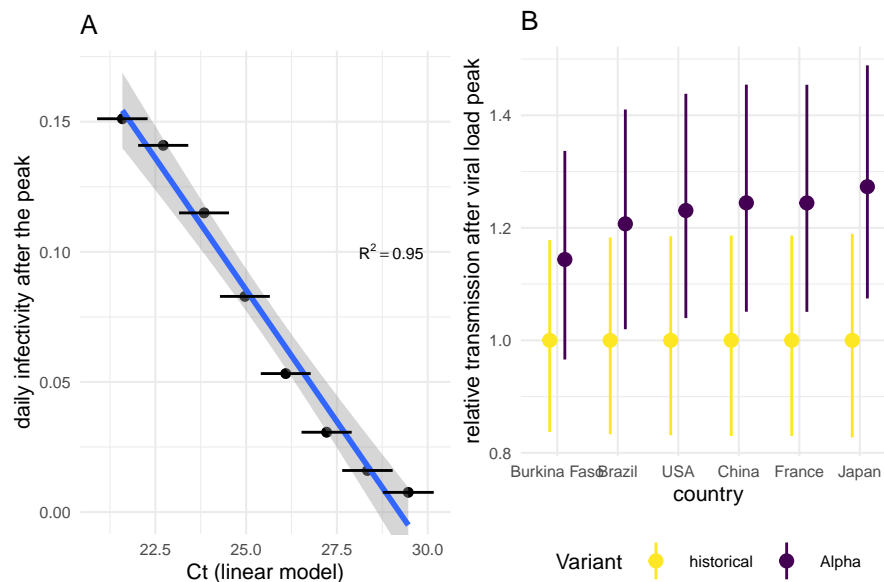 A
daily infectivity after the peak
0.15
0.10
0.05
0.00
R² = 0.95
22.5 25.0 27.5 30.0
Ct (linear model)
B
relative transmission after viral load peak
1.4
1.2
1.0
0.8
Burkina Faso Brazil USA China France Japan
country
Variant historical Alpha